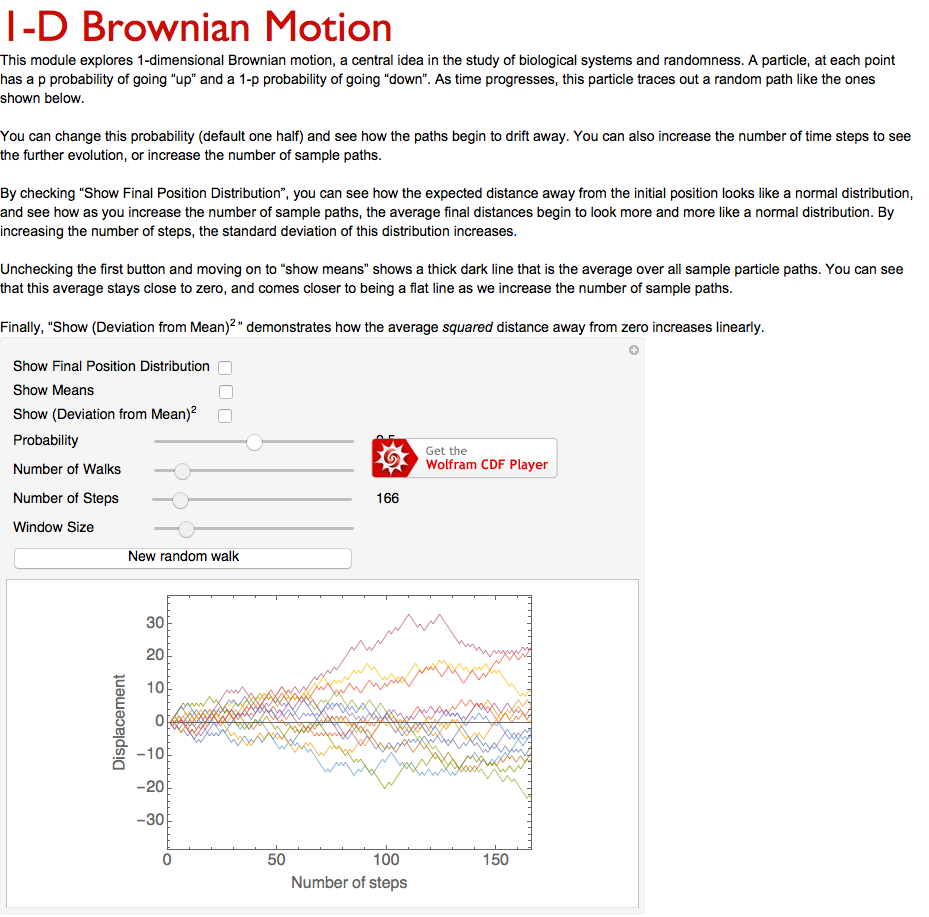 1-D Brownian Motion
This module explores 1-dimensional Brownian motion, a central idea in the study of biological systems and randomness. A particle, at each point
has a p probability of going “up” and a 1-p probability of going “down”. As time progresses, this particle traces out a random path like the ones
shown below.
You can change this probability (default one half) and see how the paths begin to drift away. You can also increase the number of time steps to see
the further evolution, or increase the number of sample paths.
By checking “Show Final Position Distribution”, you can see how the expected distance away from the initial position looks like a normal distribution,
and see how as you increase the number of sample paths, the average final distances begin to look more and more like a normal distribution. By
increasing the number of steps, the standard deviation of this distribution increases.
Unchecking the first button and moving on to “show means” shows a thick dark line that is the average over all sample particle paths. You can see
that this average stays close to zero, and comes closer to being a flat line as we increase the number of sample paths.
Finally, “Show (Deviation from Mean)² ” demonstrates how the average squared distance away from zero increases linearly.
Show Final Position Distribution
Show Means
Show (Deviation from Mean)²
Probability
Get the
Wolfram CDF Player
Number of Walks
Number of Steps 166
Window Size
New random walk
30
20
10
0
−10
−20
−30
Displacement
0 50 100 150
Number of steps